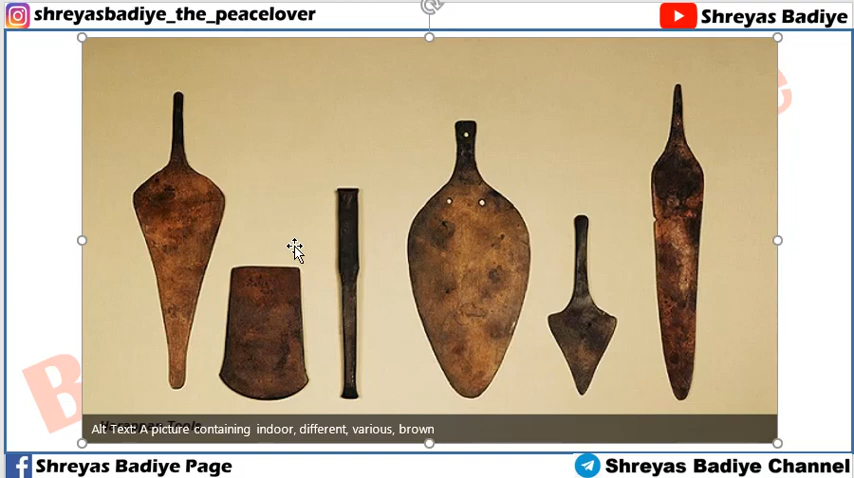 shreyasbadiye_the_peacelover
Shreyas Badiye
Alt Text: A picture containing indoor, different, various, brown
Shreyas Badiye Page
Shreyas Badiye Channel